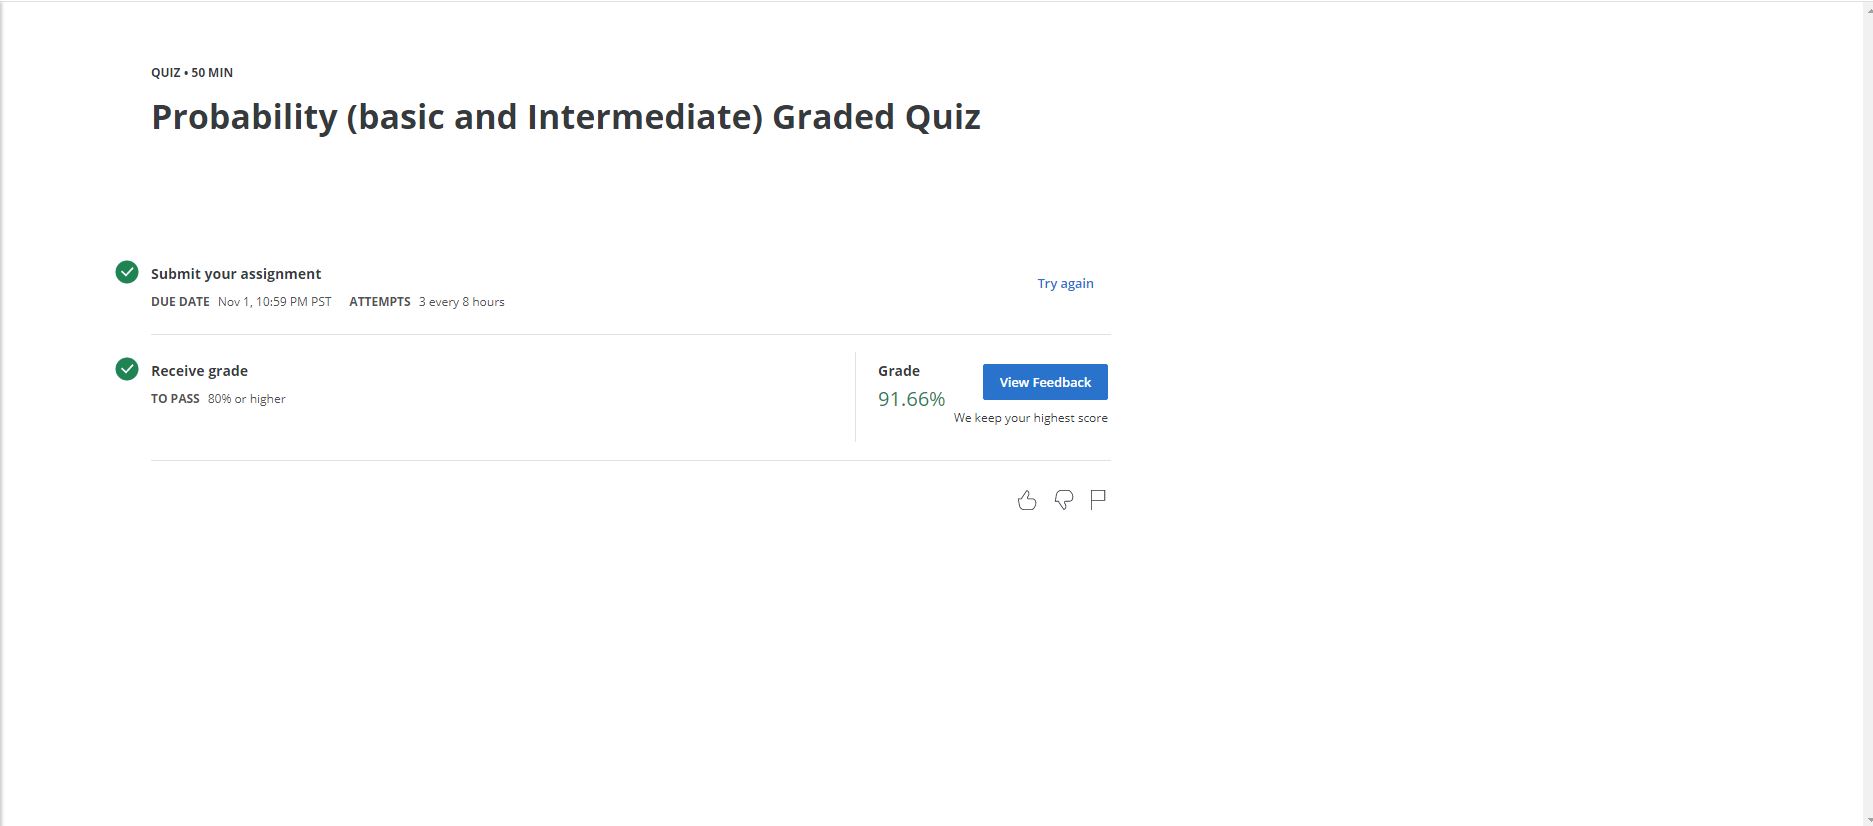 QUIZ • 50 MIN
Probability (basic and Intermediate) Graded Quiz
Submit your assignment
DUE DATE Nov 1, 10:59 PM PST ATTEMPTS 3 every 8 hours
Try again
Receive grade
TO PASS 80% or higher
Grade
91.66%
View Feedback
We keep your highest score